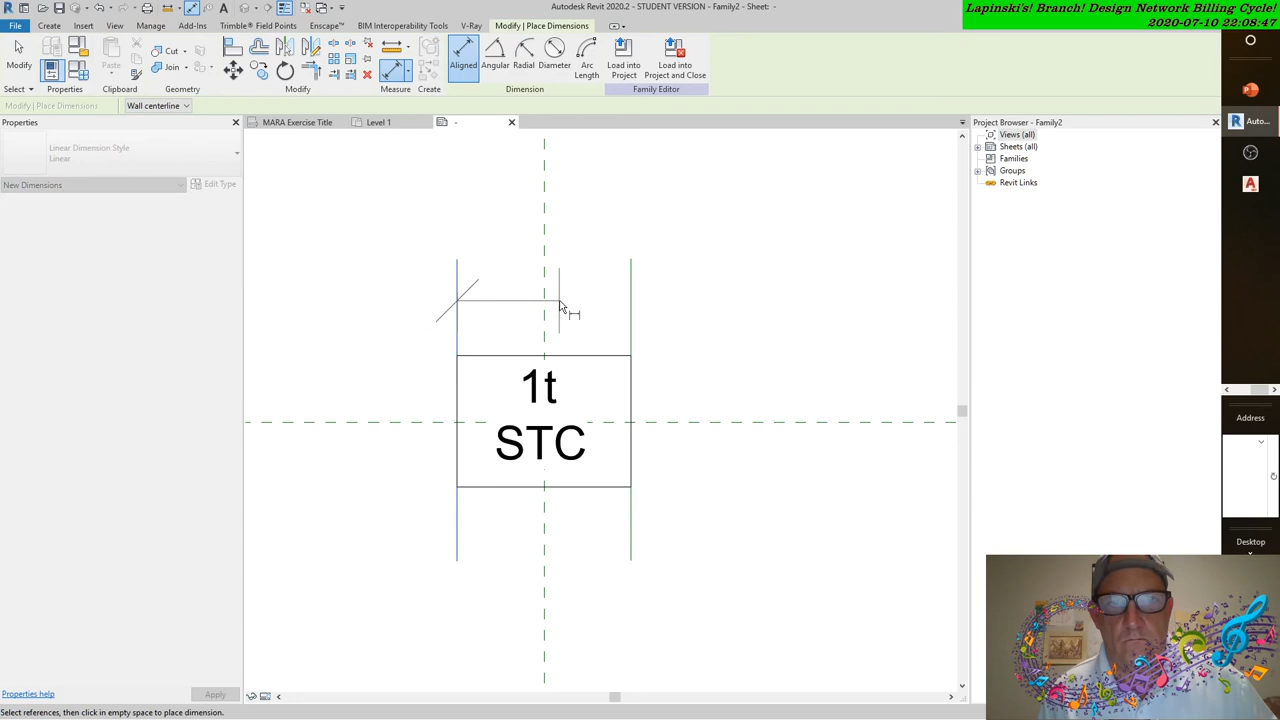 Autodesk Revit 2020.2 - STUDENT VERSION - Family2 - Sheet: -
Lapinski's! Branch! Design Network Billing Cycle!
2020-07-10 22:08:47
File Create Insert View Manage Add-Ins Trimble® Field Points Enscape™ BIM Interoperability Tools V-Ray Modify | Place Dimensions
Modify Paste Cut Join Aligned Angular Radial Diameter Arc Length Load into Project Load into Project and Close
Select Properties Clipboard Geometry Modify Measure Create Dimension Family Editor
Modify | Place Dimensions Wall centerline
Properties
MARA Exercise Title Level 1 -
Project Browser - Family2
Linear Dimension Style
Linear
New Dimensions Edit Type
Views (all)
Sheets (all)
Families
Groups
Revit Links
Auto...
1t
STC
Address
Desktop
Properties help Apply
Select references, then click in empty space to place dimension.